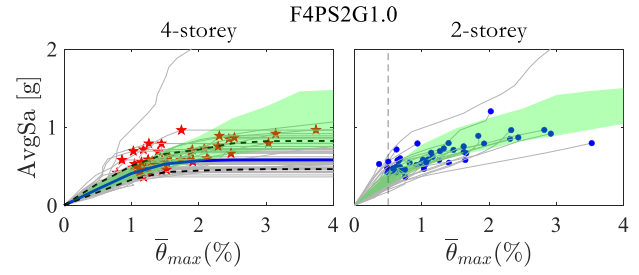 F4PS2G1.0
4-storey
2-storey
AvgSa [g]
2
1
0
0 1 2 3 4
0 1 2 3 4
θ̅max(%)
θ̅max(%)